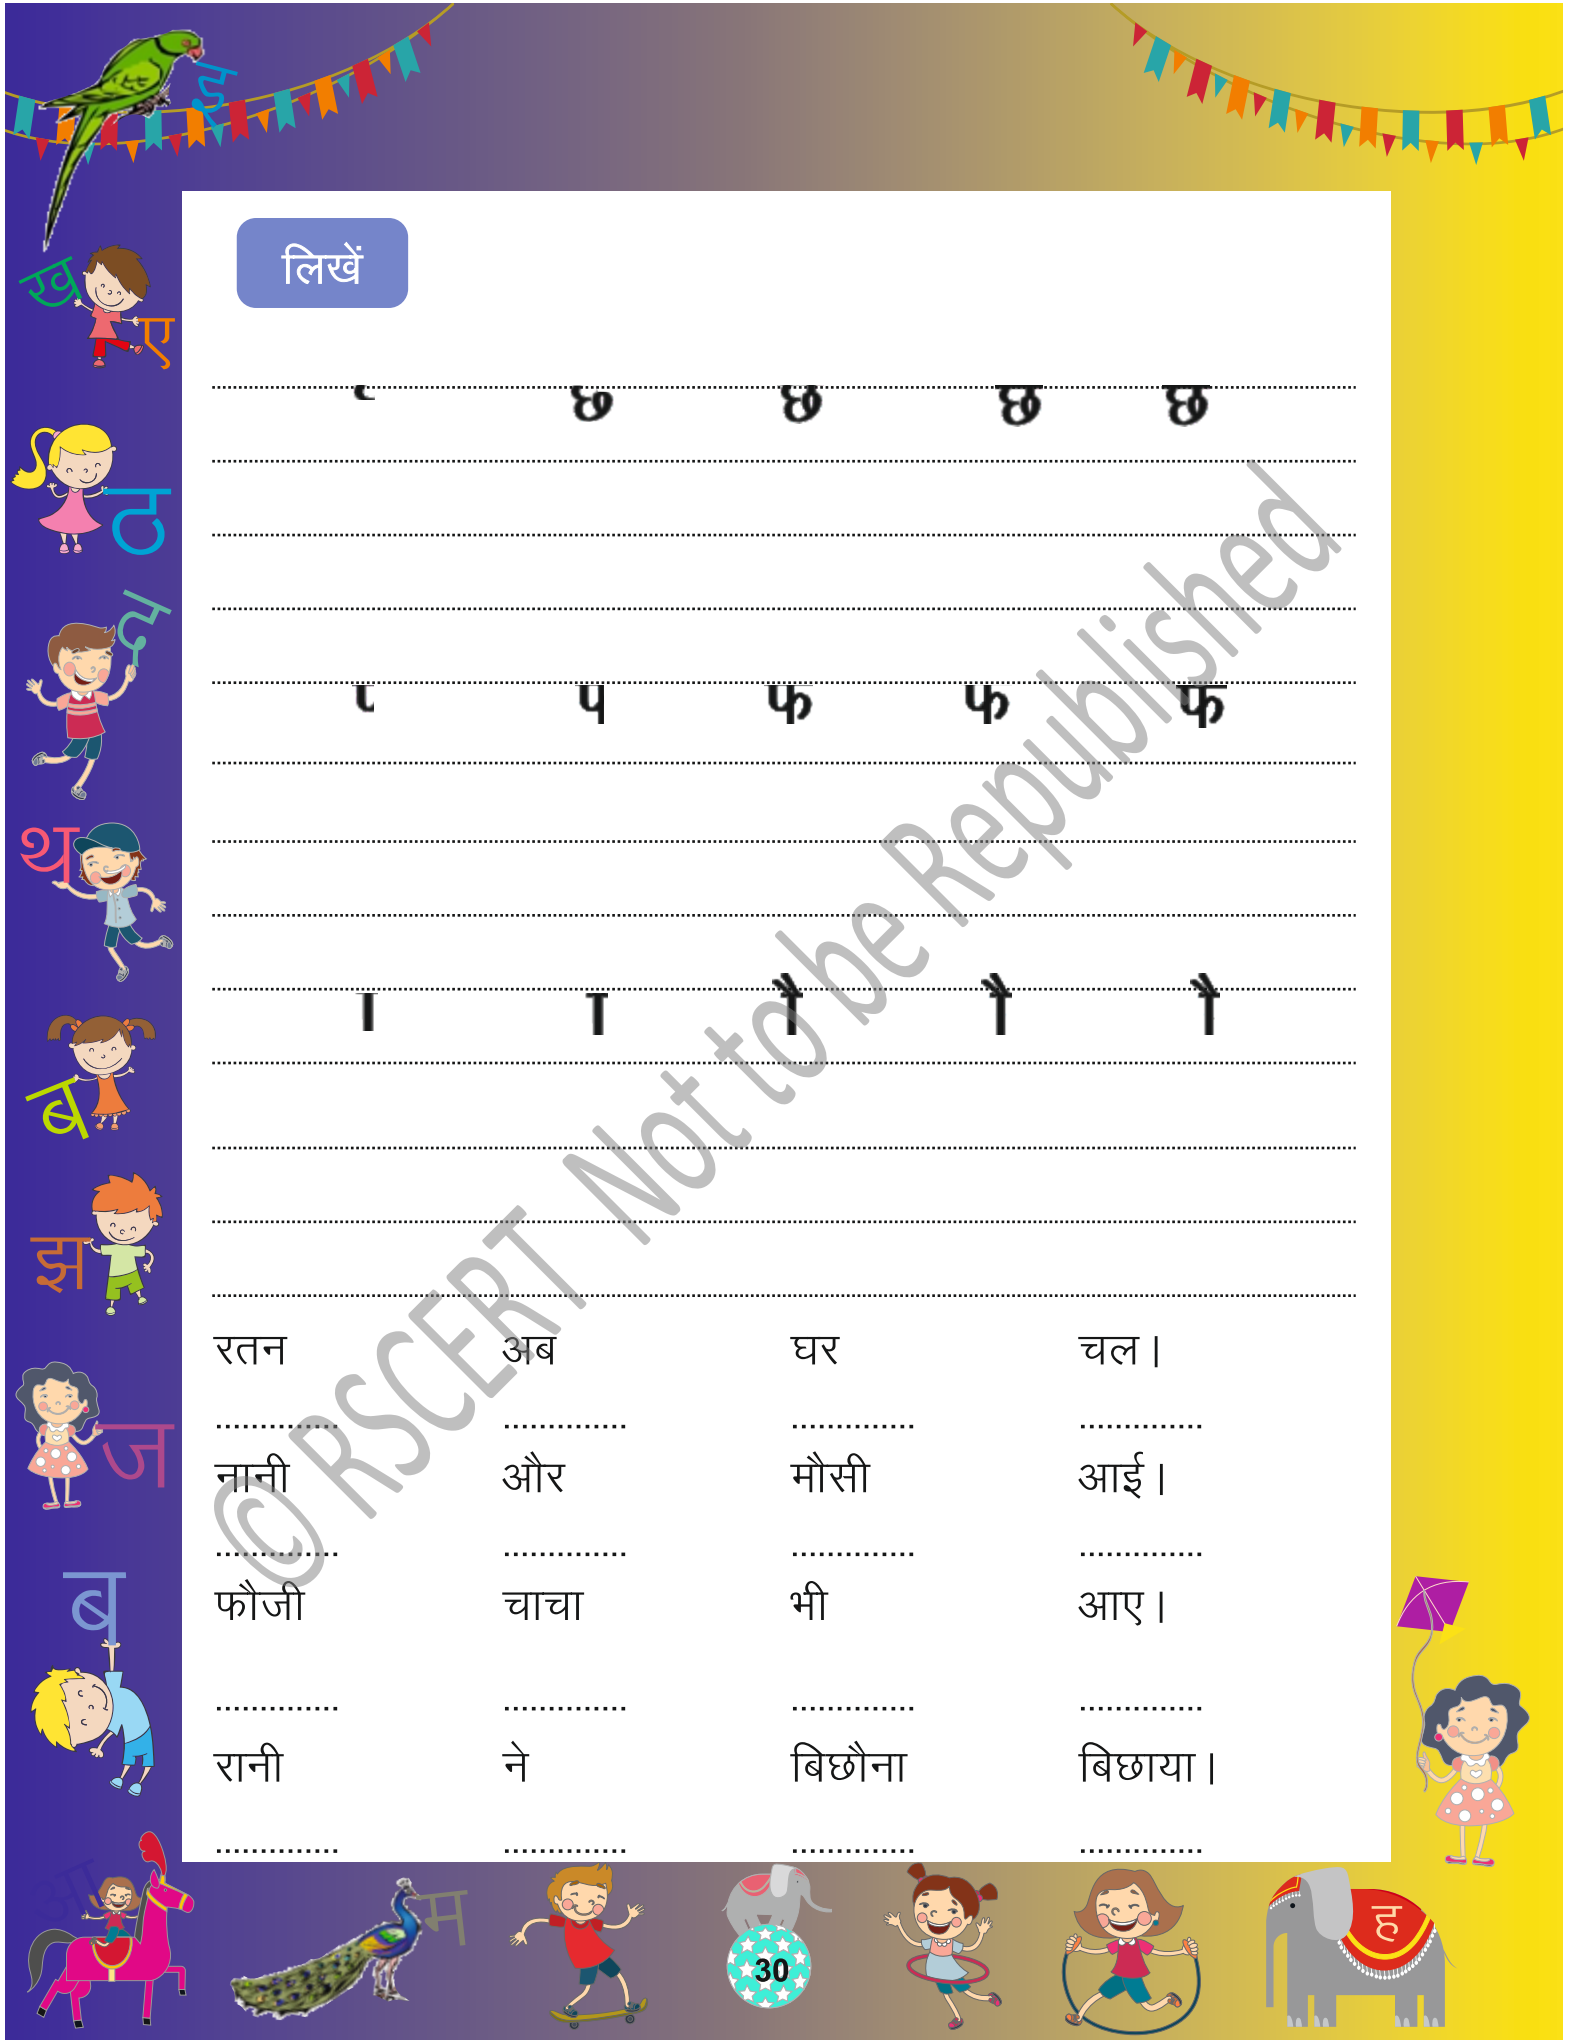 इ
लिखें
ख
ए
छ छ छ छ
ठ
द
प फ फ फ
थ
ा ा ौ ौ ौ
ब
झ
© RSCERT Not to be Republished
रतन अब घर चल।
............. ............. ............. .............
ज
नानी और मौसी आई।
............. ............. ............. .............
ब
फौजी चाचा भी आए।
............. ............. ............. .............
रानी ने बिछौना बिछाया।
............. ............. ............. .............
आ
म
30
ह